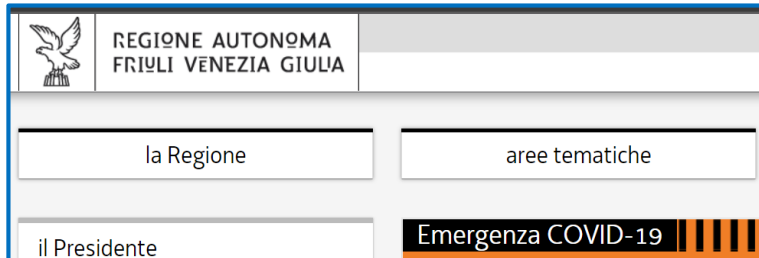 REGIONE AUTONOMA
FRIULI VENEZIA GIULIA
la Regione
aree tematiche
il Presidente
Emergenza COVID-19